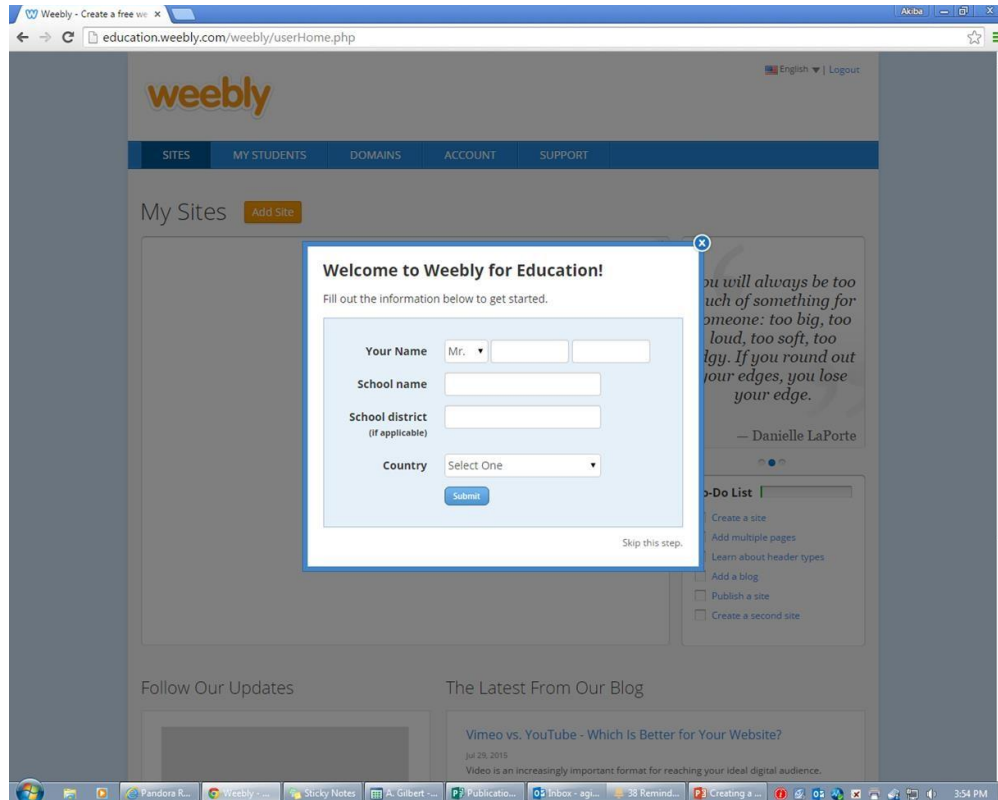 Weebly - Create a free we
Akiba
education.weebly.com/weebly/userHome.php
English | Logout
weebly
SITES MY STUDENTS DOMAINS ACCOUNT SUPPORT
My Sites Add Site
Welcome to Weebly for Education!
Fill out the information below to get started.
Your Name Mr.
School name
School district
(if applicable)
Country Select One
Submit
Skip this step.
ou will always be too
uch of something for
omeone: too big, too
loud, too soft, too
dgy. If you round out
your edges, you lose
your edge.
— Danielle LaPorte
o-Do List
Create a site
Add multiple pages
Learn about header types
Add a blog
Publish a site
Create a second site
Follow Our Updates
The Latest From Our Blog
Vimeo vs. YouTube - Which Is Better for Your Website?
Jul 29, 2015
Video is an increasingly important format for reaching your ideal digital audience.
Pandora R... Weebly - ... Sticky Notes A. Gilbert -... Publicatio... Inbox - agi... 38 Remind... Creating a ... 3:54 PM